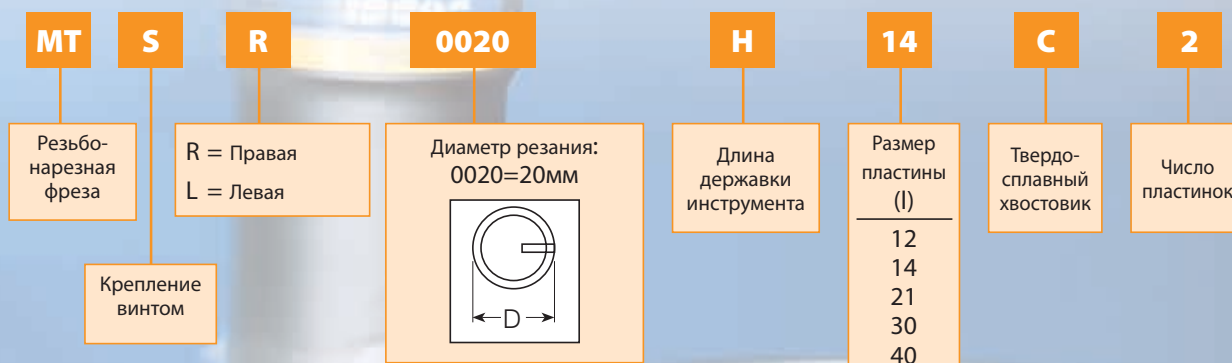 MT S R 0020 H 14 C 2
Резьбо-
нарезная
фреза
Крепление
винтом
R = Правая
L = Левая
Диаметр резания:
0020=20мм
D
Длина
державки
инструмента
Размер
пластины
(l)
12
14
21
30
40
Твердо-
сплавный
хвостовик
Число
пластинок